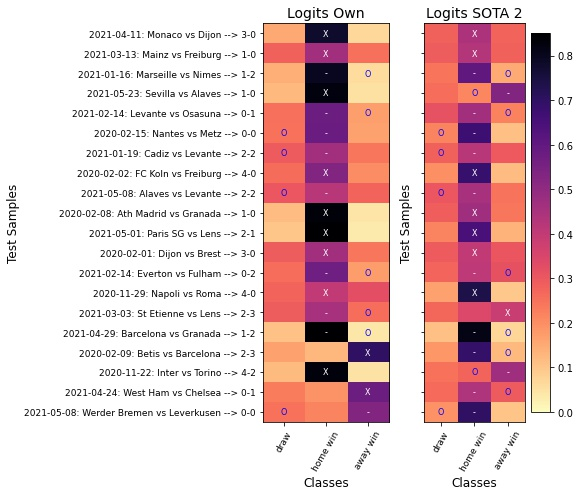 Logits Own
Logits SOTA 2
Test Samples
2021-04-11: Monaco vs Dijon --> 3-0
2021-03-13: Mainz vs Freiburg --> 1-0
2021-01-16: Marseille vs Nimes --> 1-2
2021-05-23: Sevilla vs Alaves --> 1-0
2021-02-14: Levante vs Osasuna --> 0-1
2020-02-15: Nantes vs Metz --> 0-0
2021-01-19: Cadiz vs Levante --> 2-2
2020-02-02: FC Koln vs Freiburg --> 4-0
2021-05-08: Alaves vs Levante --> 2-2
2020-02-08: Ath Madrid vs Granada --> 1-0
2021-05-01: Paris SG vs Lens --> 2-1
2020-02-01: Dijon vs Brest --> 3-0
2021-02-14: Everton vs Fulham --> 0-2
2020-11-29: Napoli vs Roma --> 4-0
2021-03-03: St Etienne vs Lens --> 2-3
2021-04-29: Barcelona vs Granada --> 1-2
2020-02-09: Betis vs Barcelona --> 2-3
2020-11-22: Inter vs Torino --> 4-2
2021-04-24: West Ham vs Chelsea --> 0-1
2021-05-08: Werder Bremen vs Leverkusen --> 0-0
X
X
- O
X
- O
O -
O -
X
O -
X
X
X
- O
X
- O
- O
X
X
X
O -
draw
home win
away win
Classes
Test Samples
X
X
- O
O -
- O
O -
O -
X
O -
X
X
X
- O
X
X
- O
- O
O -
- O
O -
draw
home win
away win
Classes
0.8
0.7
0.6
0.5
0.4
0.3
0.2
0.1
0.0